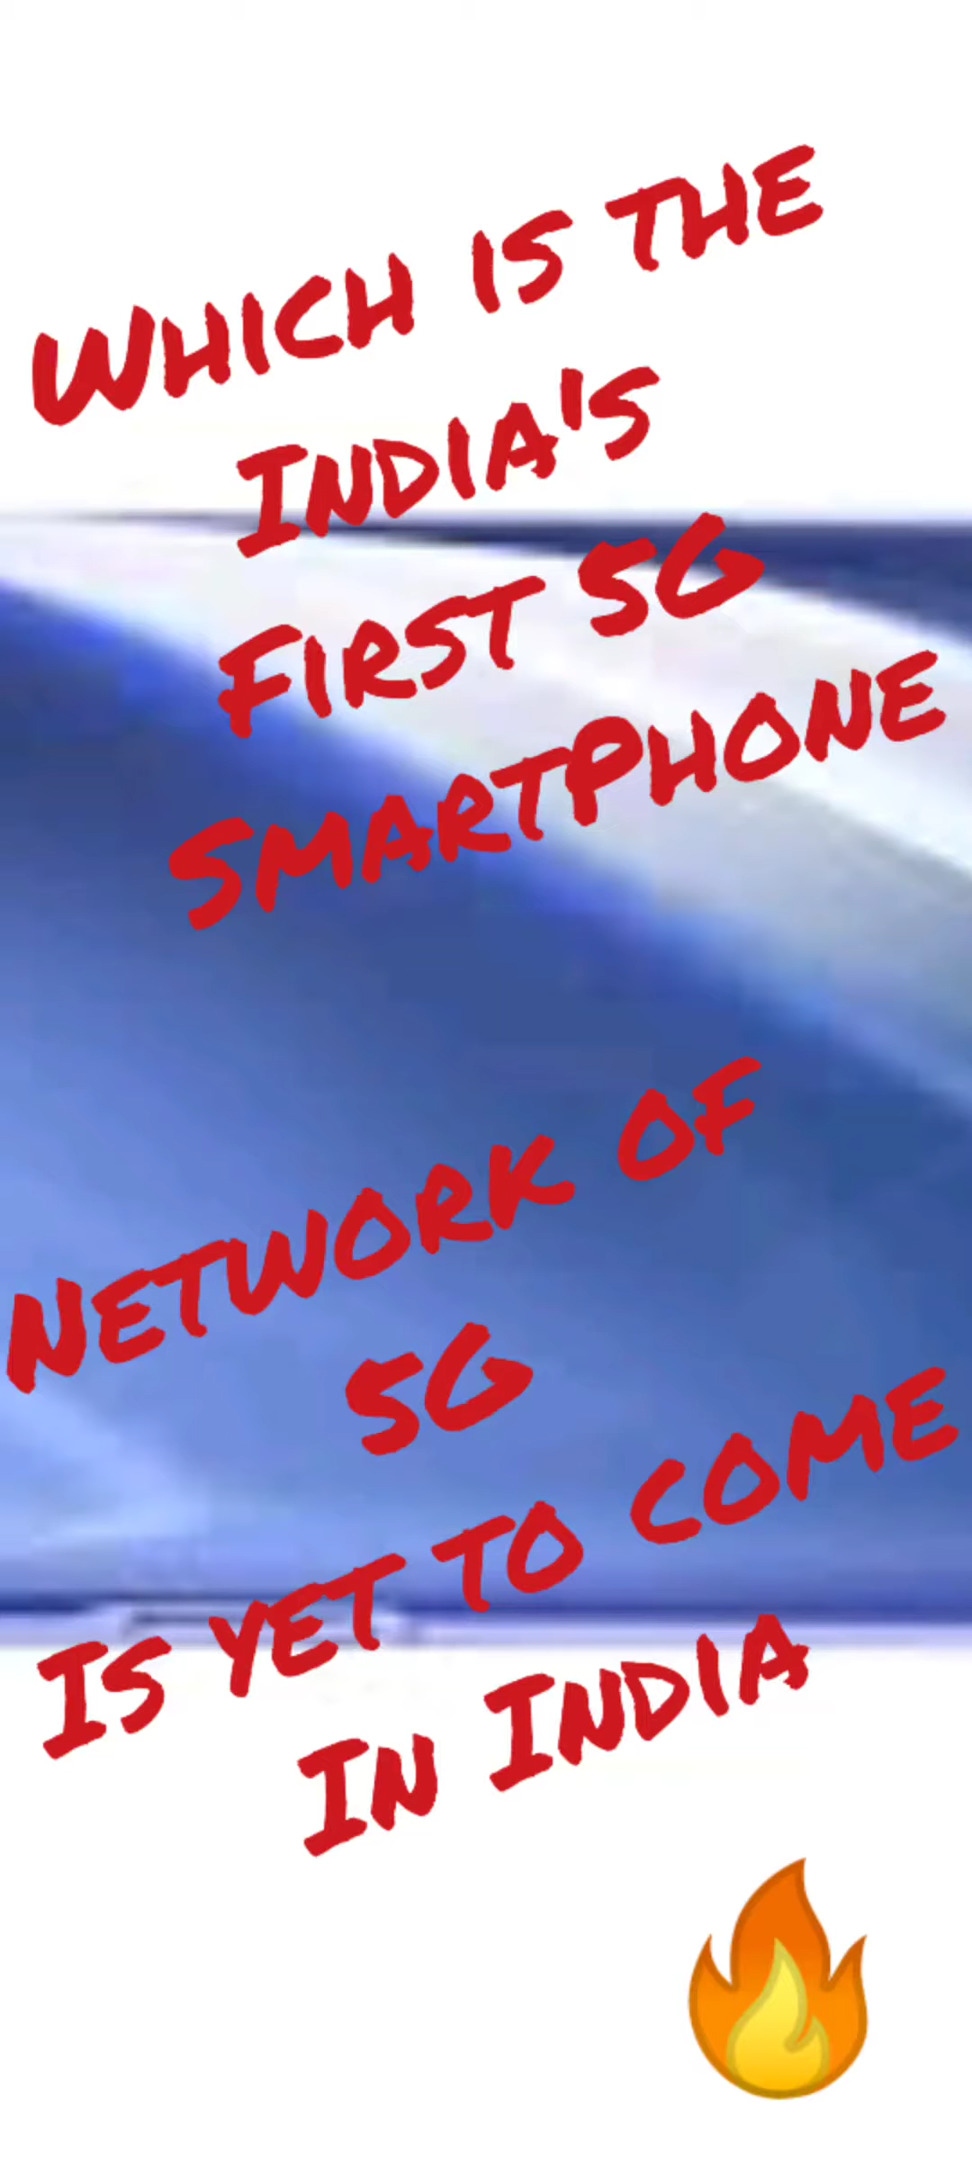 Which is the
India's
First 5G
SmartPhone
Network of
5G
Is yet to come
In India